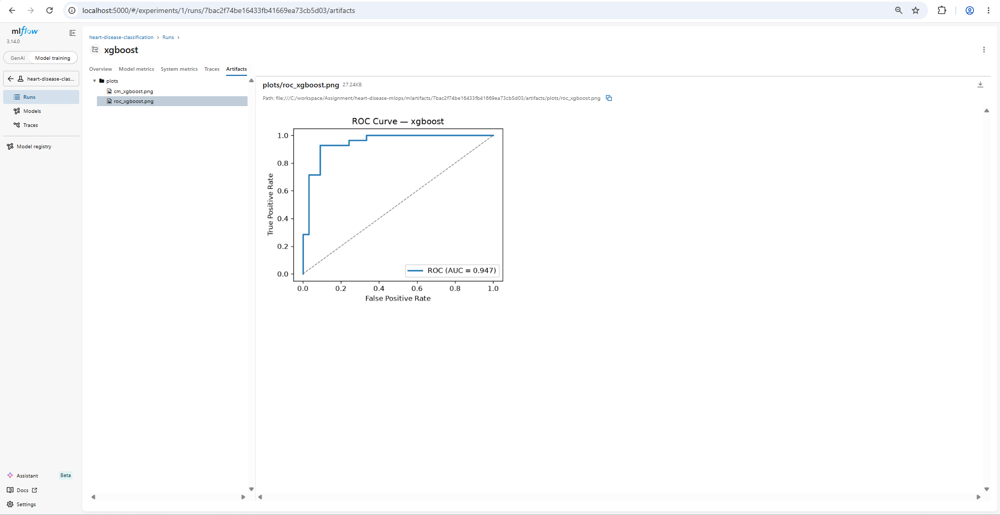 localhost:5000/#/experiments/1/runs/7bac2f74be16433fb41669ea73cb5d03/artifacts
mlflow
3.14.0
GenAI Model training
heart-disease-clas...
Runs
Models
Traces
Model registry
Assistant Beta
Docs
Settings
heart-disease-classification › Runs ›
xgboost
Overview Model metrics System metrics Traces Artifacts
plots
cm_xgboost.png
roc_xgboost.png
plots/roc_xgboost.png 27.24KB
Path: file:///C:/workspace/Assignment/heart-disease-mlops/mlartifacts/7bac2f74be16433fb41669ea73cb5d03/artifacts/plots/roc_xgboost.png
ROC Curve — xgboost
True Positive Rate
1.0
0.8
0.6
0.4
0.2
0.0
ROC (AUC = 0.947)
0.0 0.2 0.4 0.6 0.8 1.0
False Positive Rate